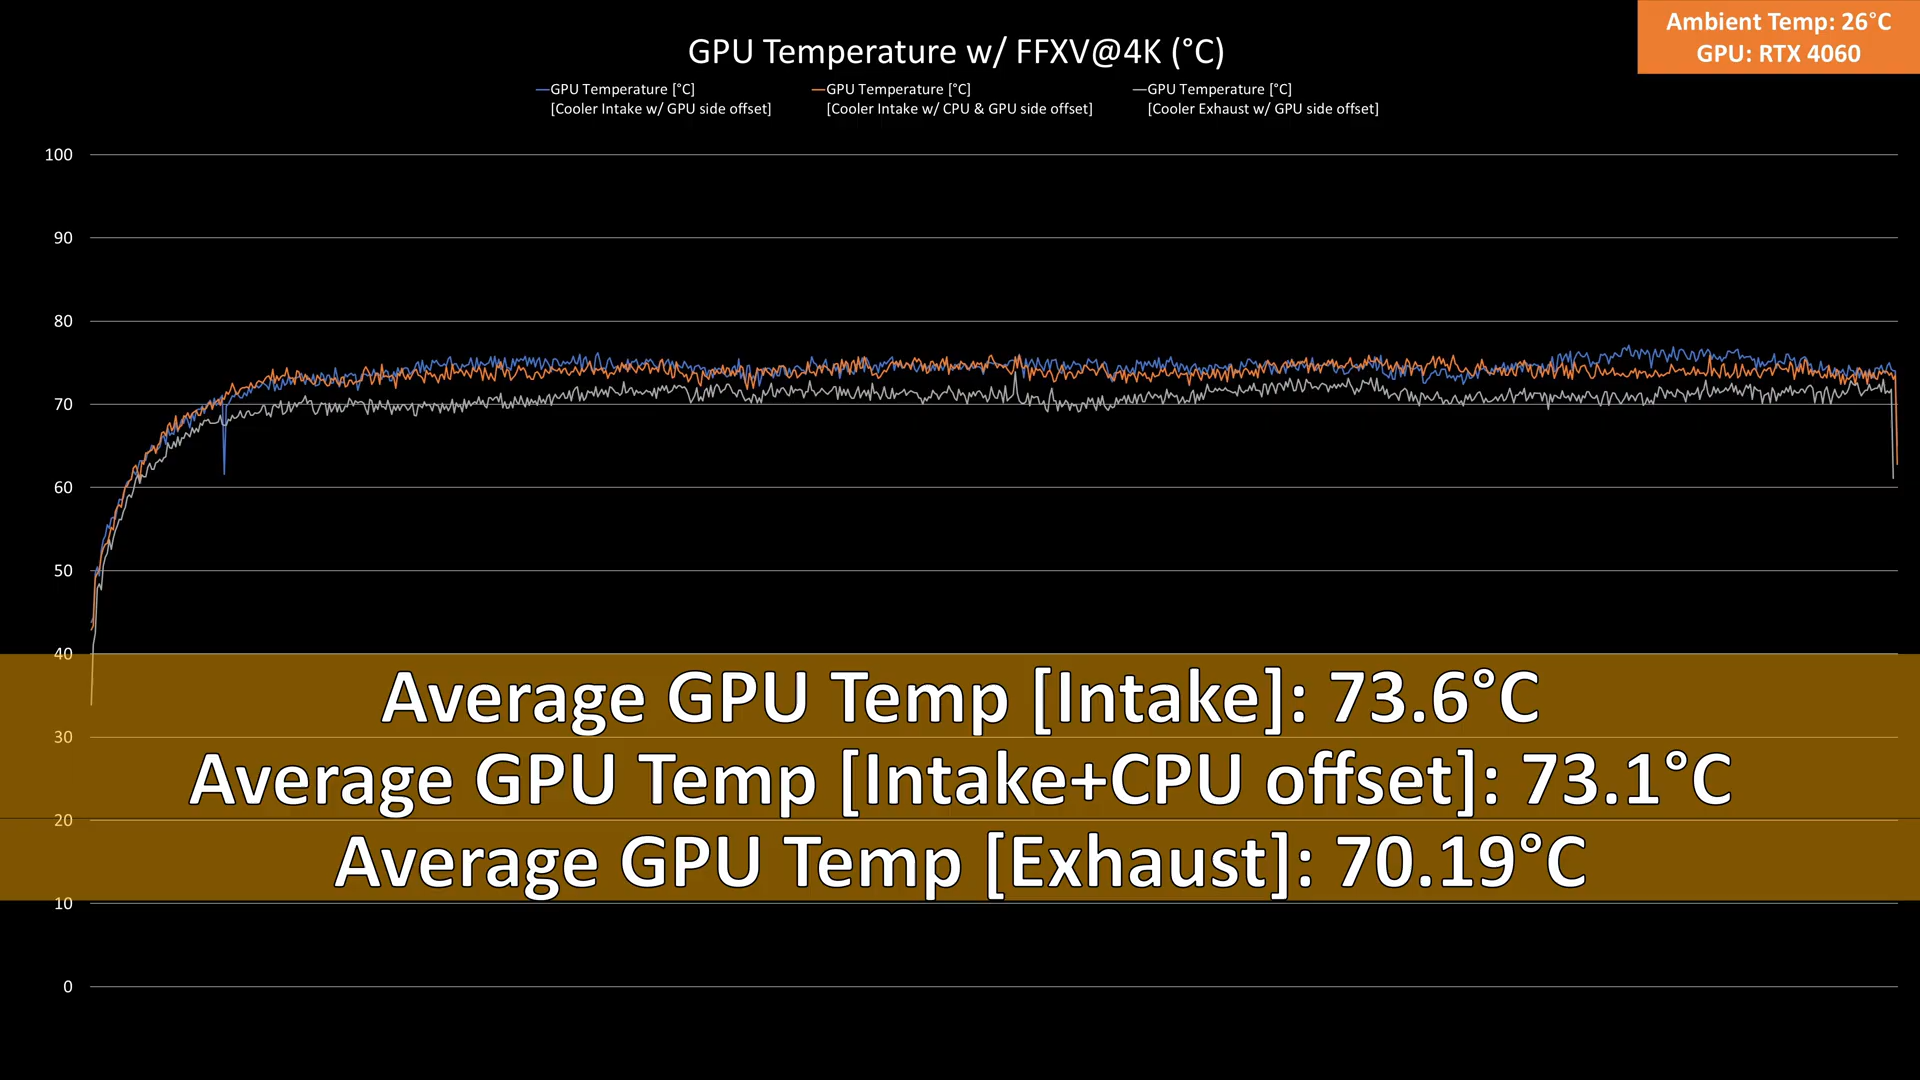 Ambient Temp: 26°C
GPU: RTX 4060
GPU Temperature w/ FFXV@4K (°C)
GPU Temperature [°C]
[Cooler Intake w/ GPU side offset]
GPU Temperature [°C]
[Cooler Intake w/ CPU & GPU side offset]
GPU Temperature [°C]
[Cooler Exhaust w/ GPU side offset]
100
90
80
70
60
50
40
Average GPU Temp [Intake]: 73.6°C
30
Average GPU Temp [Intake+CPU offset]: 73.1°C
20
Average GPU Temp [Exhaust]: 70.19°C
10
0